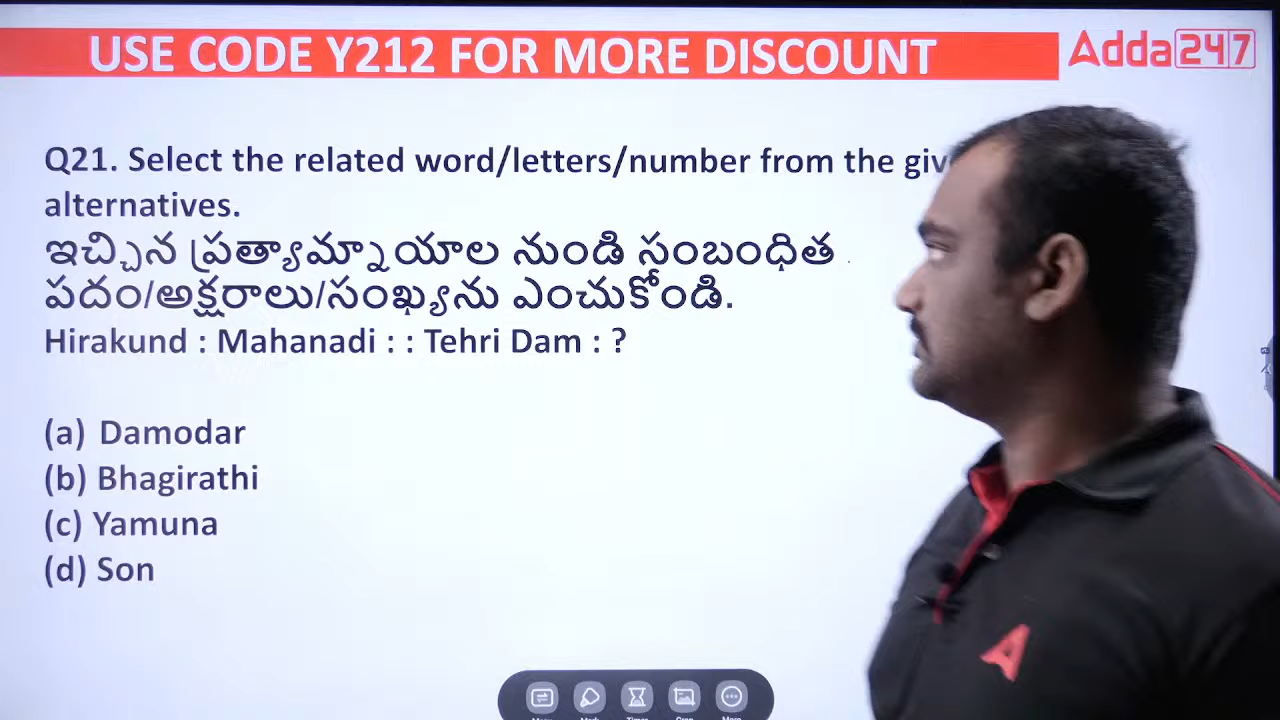 USE CODE Y212 FOR MORE DISCOUNT
Adda247
Q21. Select the related word/letters/number from the
alternatives.
ఇచ్చిన ప్రత్యామ్నాయాల నుండి సంబంధిత
పదం/అక్షరాలు/సంఖ్యను ఎంచుకోండి.
Hirakund : Mahanadi : : Tehri Dam : ?
(a) Damodar
(b) Bhagirathi
(c) Yamuna
(d) Son